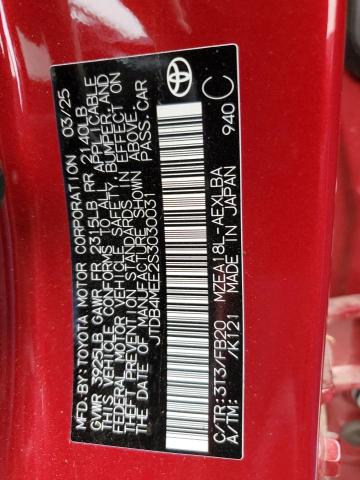 MFD.BY: TOYOTA MOTOR CORPORATION 03/25
GVWR 3925LB GAWR FR 2315LB RR 2140LB
THIS VEHICLE CONFORMS TO ALL APPLICABLE
FEDERAL MOTOR VEHICLE SAFETY, BUMPER, AND
THEFT PREVENTION STANDARDS IN EFFECT ON
THE DATE OF MANUFACTURE SHOWN ABOVE.
JTDB4MEE2S3030031 PASS.CAR
C/TR:3T3/FB20 MZEA18L-AEXLBA 940 C
A/TM: /K121 MADE IN JAPAN